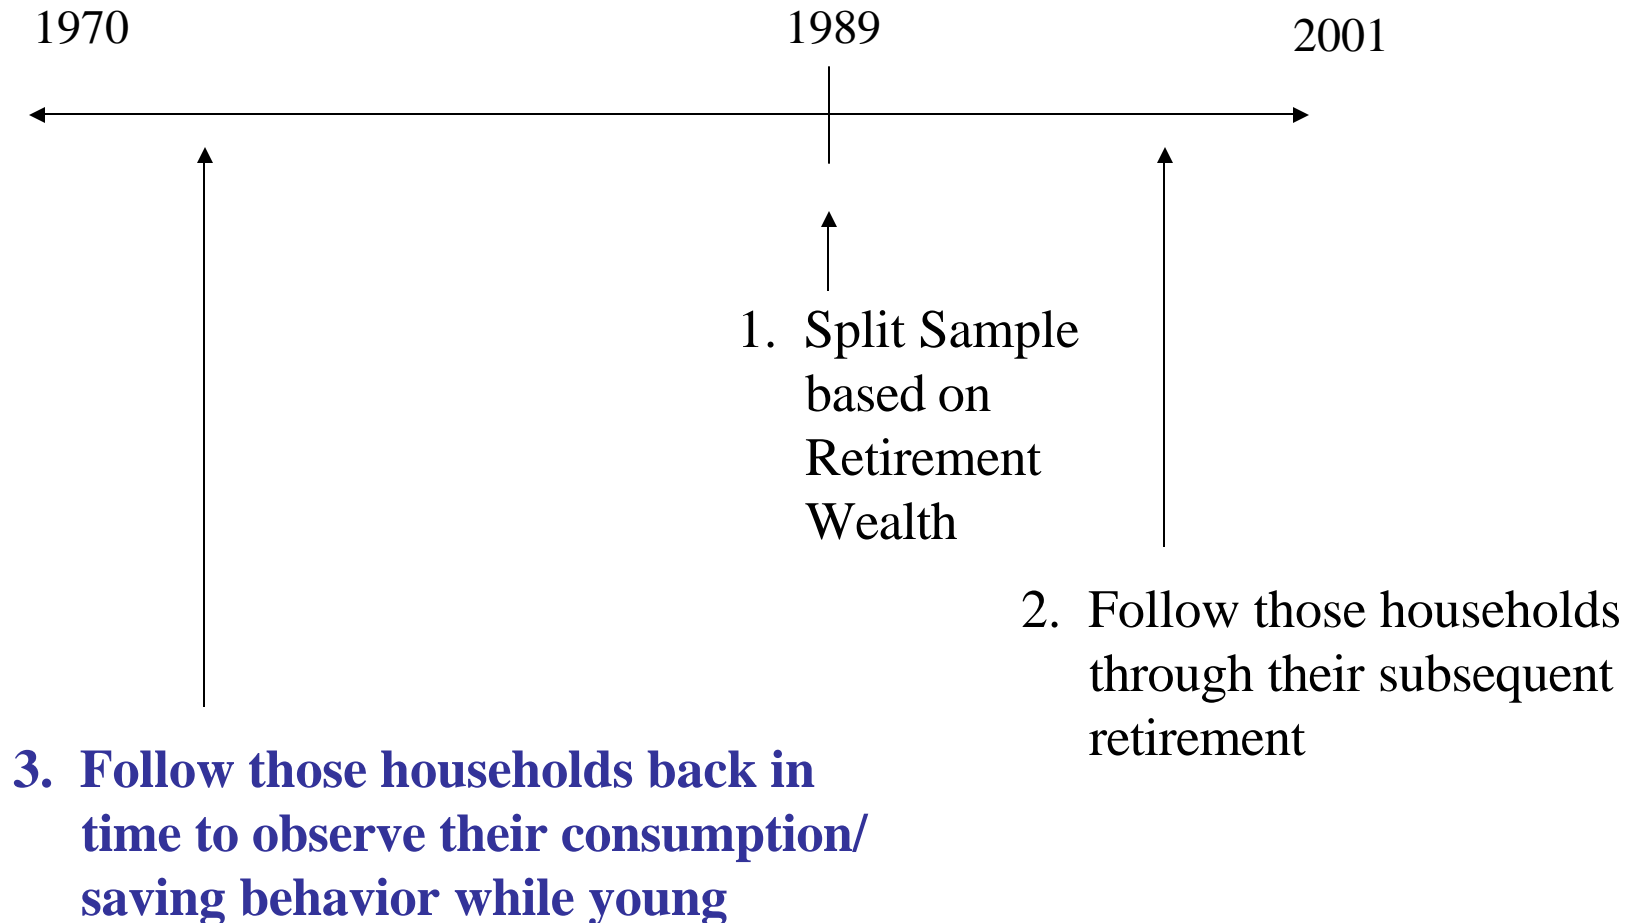 1970
1989
2001
1. Split Sample
based on
Retirement
Wealth
2. Follow those households
through their subsequent
retirement
3. Follow those households back in
time to observe their consumption/
saving behavior while young